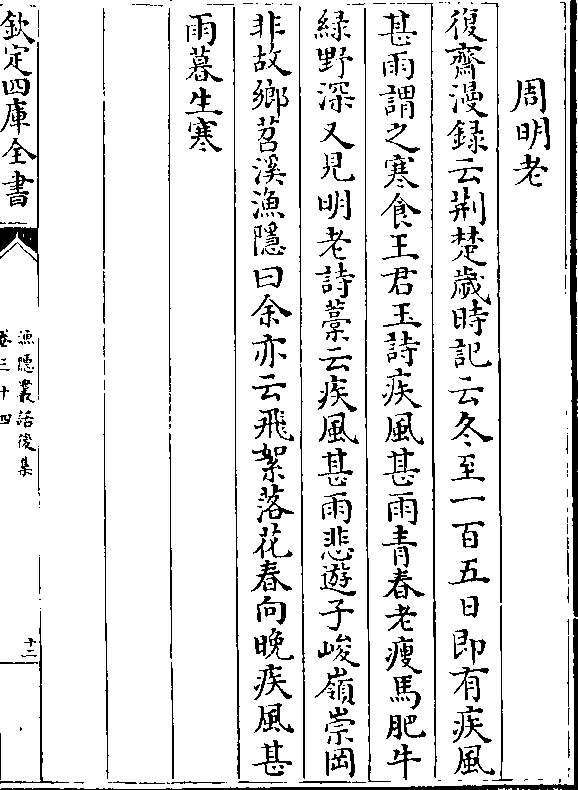 周明老
復齋漫録云荆楚歲時記云冬至一百五日即有疾風
甚雨謂之寒食王君玉詩疾風甚雨青春老瘦馬肥牛
緑野深又見明老詩藁云疾風甚雨悲遊子峻嶺崇岡
非故鄉苕溪漁隱曰余亦云飛絮落花春向晚疾風甚
雨暮生寒
欽定四庫全書
漁隱叢話後集
卷三十四
十二